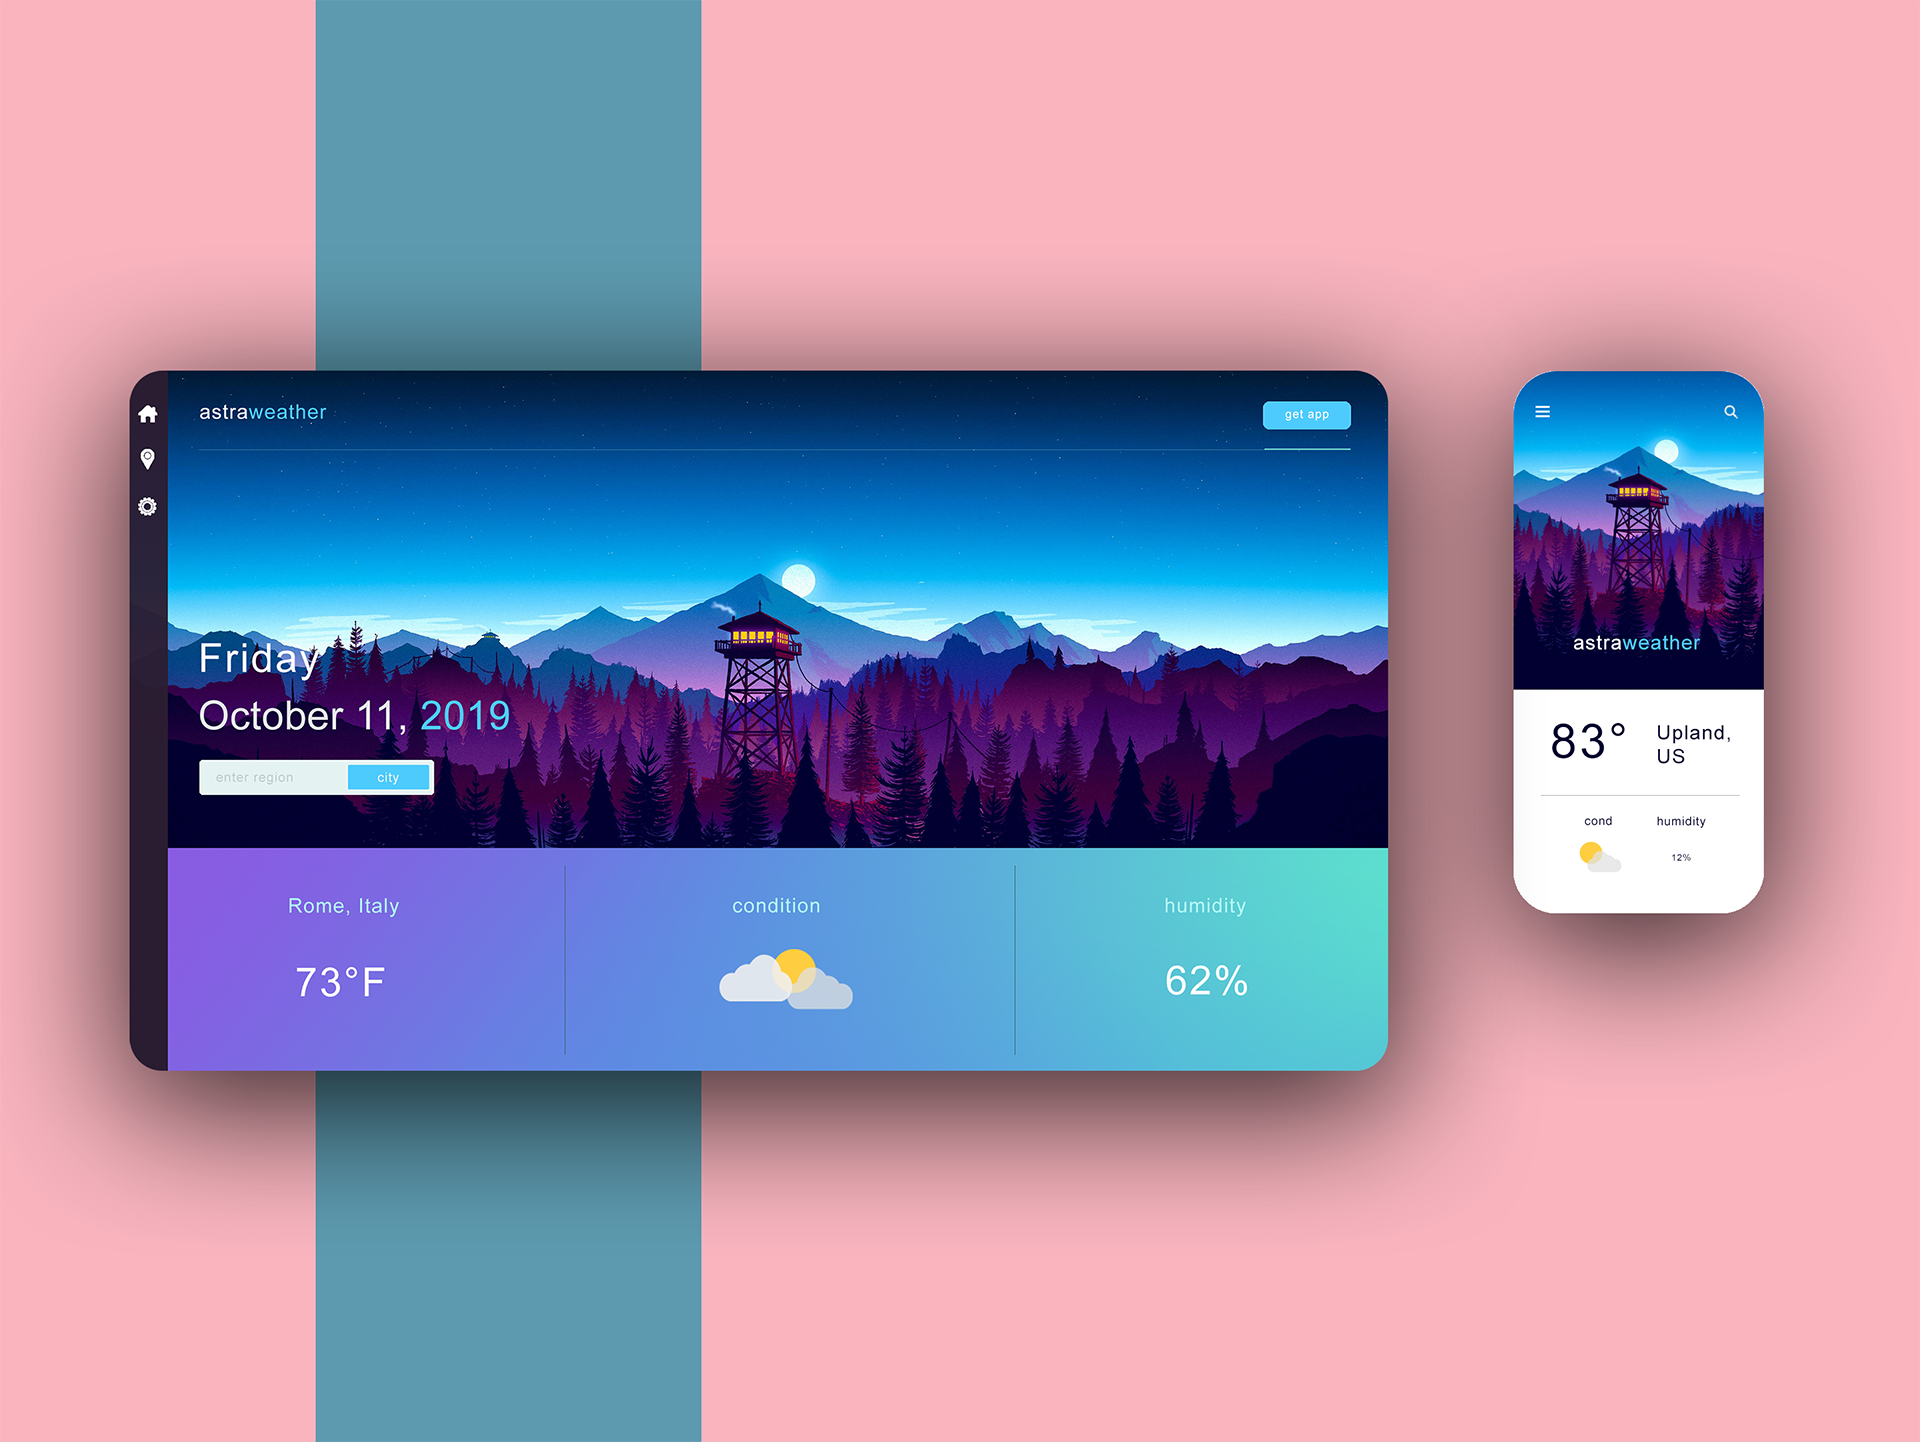 astraweather
get app
Friday
October 11, 2019
enter region
city
Rome, Italy
condition
humidity
73°F
62%
astraweather
83°
Upland,
US
cond
humidity
12%